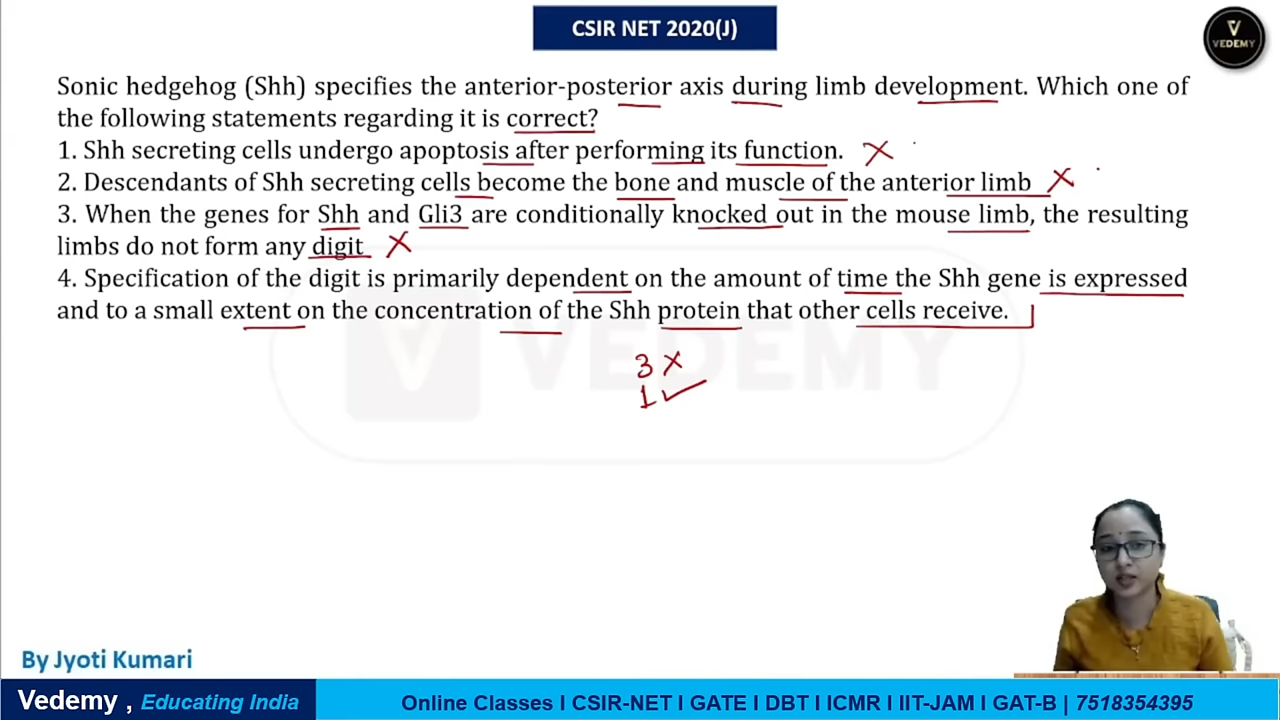 CSIR NET 2020(J)
VEDEMY
Sonic hedgehog (Shh) specifies the anterior-posterior axis during limb development. Which one of
the following statements regarding it is correct?
1. Shh secreting cells undergo apoptosis after performing its function. X
2. Descendants of Shh secreting cells become the bone and muscle of the anterior limb X
3. When the genes for Shh and Gli3 are conditionally knocked out in the mouse limb, the resulting
limbs do not form any digit X
4. Specification of the digit is primarily dependent on the amount of time the Shh gene is expressed
and to a small extent on the concentration of the Shh protein that other cells receive.
VEDEMY
3 X
1 ✓
By Jyoti Kumari
Vedemy , Educating India
Online Classes I CSIR-NET I GATE I DBT I ICMR I IIT-JAM I GAT-B | 7518354395